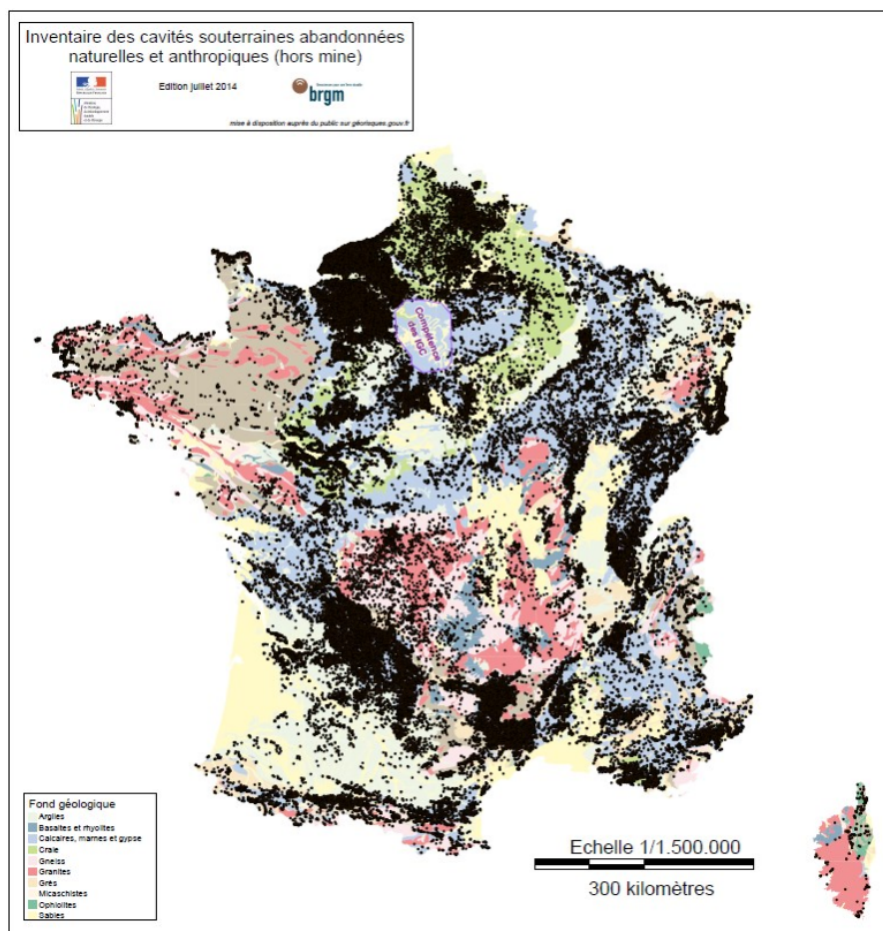 Inventaire des cavités souterraines abandonnées
naturelles et anthropiques (hors mine)
Edition juillet 2014
brgm
mise à disposition auprès du public sur géorisques.gouv.fr
Compétence
des IGC
Fond géologique
Argiles
Basaltes et rhyolites
Calcaires, marnes et gypse
Craie
Gneiss
Granites
Grès
Micaschistes
Ophiolites
Sables
Echelle 1/1.500.000
300 kilomètres